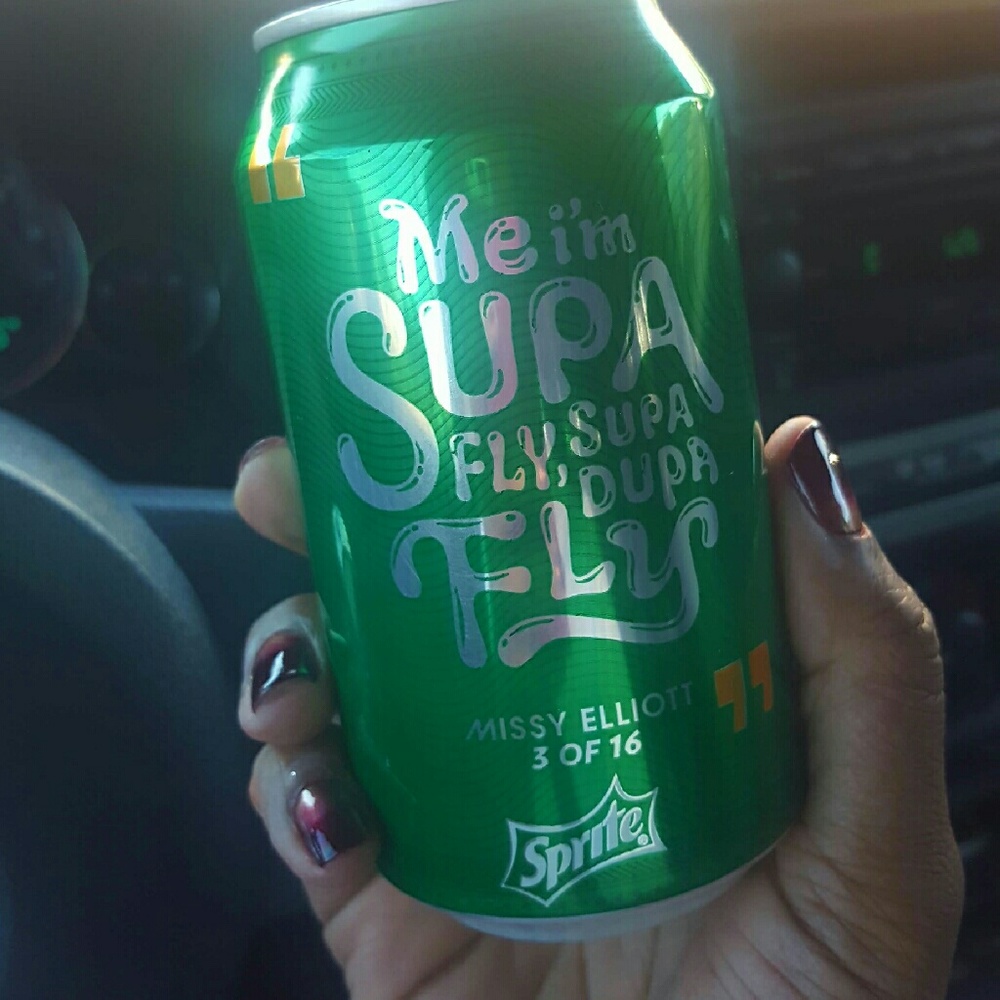 “
Me i'm
SUPA
FLY, SUPA
DUPA
FLY
”
MISSY ELLIOTT
3 OF 16
Sprite